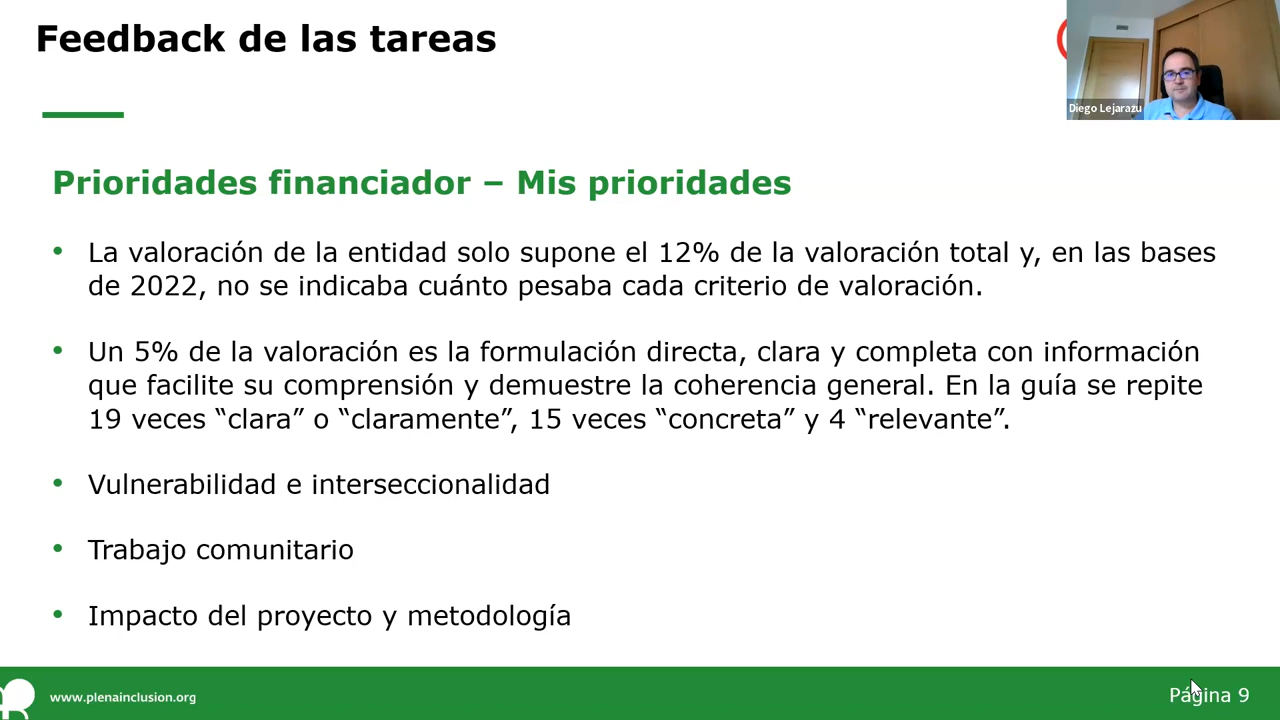 Feedback de las tareas
Diego Lejarazu
Prioridades financiador – Mis prioridades
• La valoración de la entidad solo supone el 12% de la valoración total y, en las bases
de 2022, no se indicaba cuánto pesaba cada criterio de valoración.
• Un 5% de la valoración es la formulación directa, clara y completa con información
que facilite su comprensión y demuestre la coherencia general. En la guía se repite
19 veces “clara” o “claramente”, 15 veces “concreta” y 4 “relevante”.
• Vulnerabilidad e interseccionalidad
• Trabajo comunitario
• Impacto del proyecto y metodología
www.plenainclusion.org
Página 9